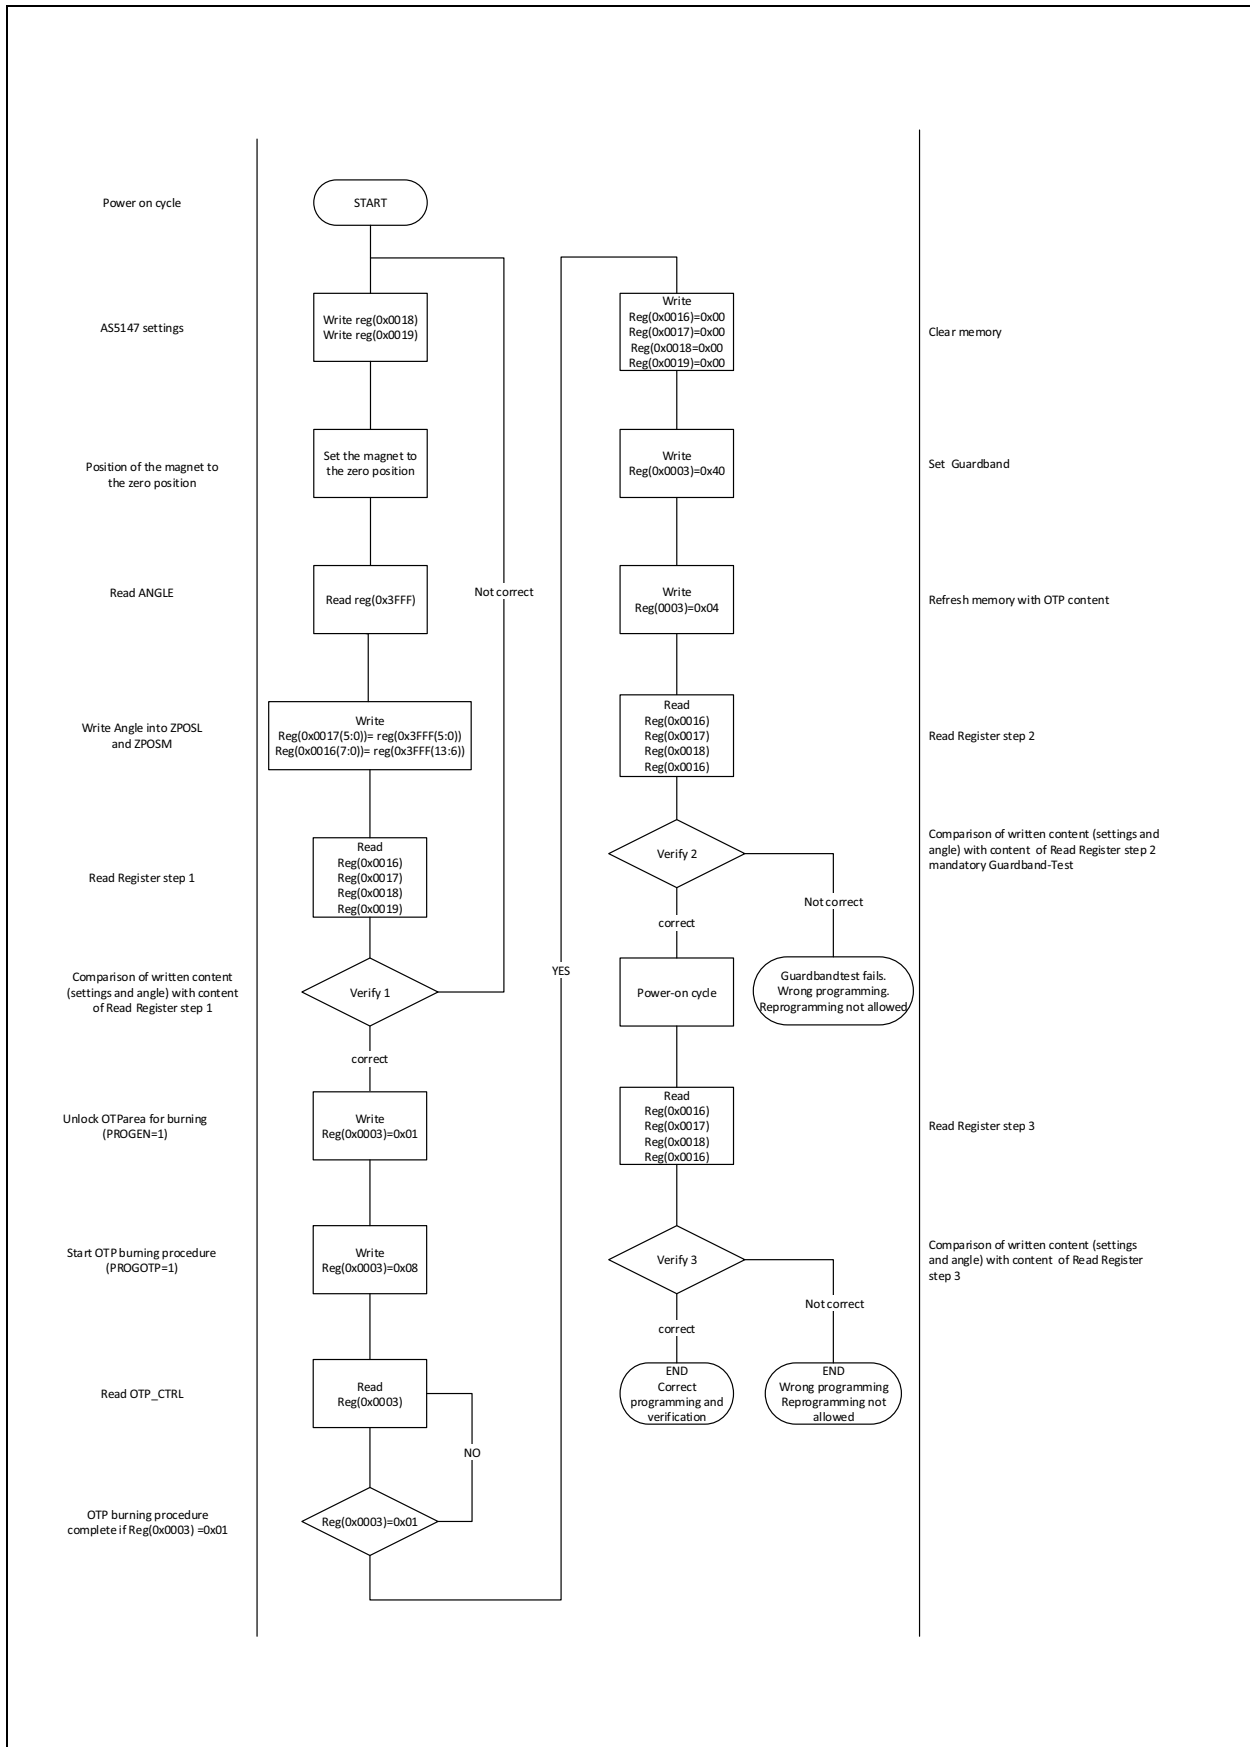 Power on cycle
START
AS5147 settings
Write reg(0x0018)
Write reg(0x0019)
Position of the magnet to
the zero position
Set the magnet to
the zero position
Read ANGLE
Read reg(0x3FFF)
Not correct
Write Angle into ZPOSL
and ZPOSM
Write
Reg(0x0017(5:0))= reg(0x3FFF(5:0))
Reg(0x0016(7:0))= reg(0x3FFF(13:6))
Read Register step 1
Read
Reg(0x0016)
Reg(0x0017)
Reg(0x0018)
Reg(0x0019)
Comparison of written content
(settings and angle) with content
of Read Register step 1
Verify 1
correct
Unlock OTParea for burning
(PROGEN=1)
Write
Reg(0x0003)=0x01
Start OTP burning procedure
(PROGOTP=1)
Write
Reg(0x0003)=0x08
Read OTP_CTRL
Read
Reg(0x0003)
NO
OTP burning procedure
complete if Reg(0x0003) =0x01
Reg(0x0003)=0x01
YES
Write
Reg(0x0016)=0x00
Reg(0x0017)=0x00
Reg(0x0018=0x00
Reg(0x0019)=0x00
Clear memory
Write
Reg(0x0003)=0x40
Set Guardband
Write
Reg(0003)=0x04
Refresh memory with OTP content
Read
Reg(0x0016)
Reg(0x0017)
Reg(0x0018)
Reg(0x0016)
Read Register step 2
Verify 2
Comparison of written content (settings and
angle) with content of Read Register step 2
mandatory Guardband-Test
Not correct
correct
Guardbandtest fails.
Wrong programming.
Reprogramming not allowed
Power-on cycle
Read
Reg(0x0016)
Reg(0x0017)
Reg(0x0018)
Reg(0x0016)
Read Register step 3
Verify 3
Comparison of written content (settings
and angle) with content of Read Register
step 3
Not correct
correct
END
Correct
programming and
verification
END
Wrong programming
Reprogramming not
allowed